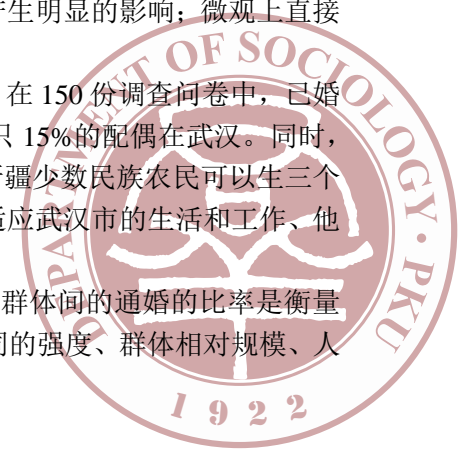 生明显的影响；微观上直接
在 150 份调查问卷中，已婚
只 15%的配偶在武汉。同时，
疆少数民族农民可以生三个
适应武汉市的生活和工作、他
群体间的通婚的比率是衡量
的强度、群体相对规模、人
DEPARTMENT OF SOCIOLOGY · PKU
1922